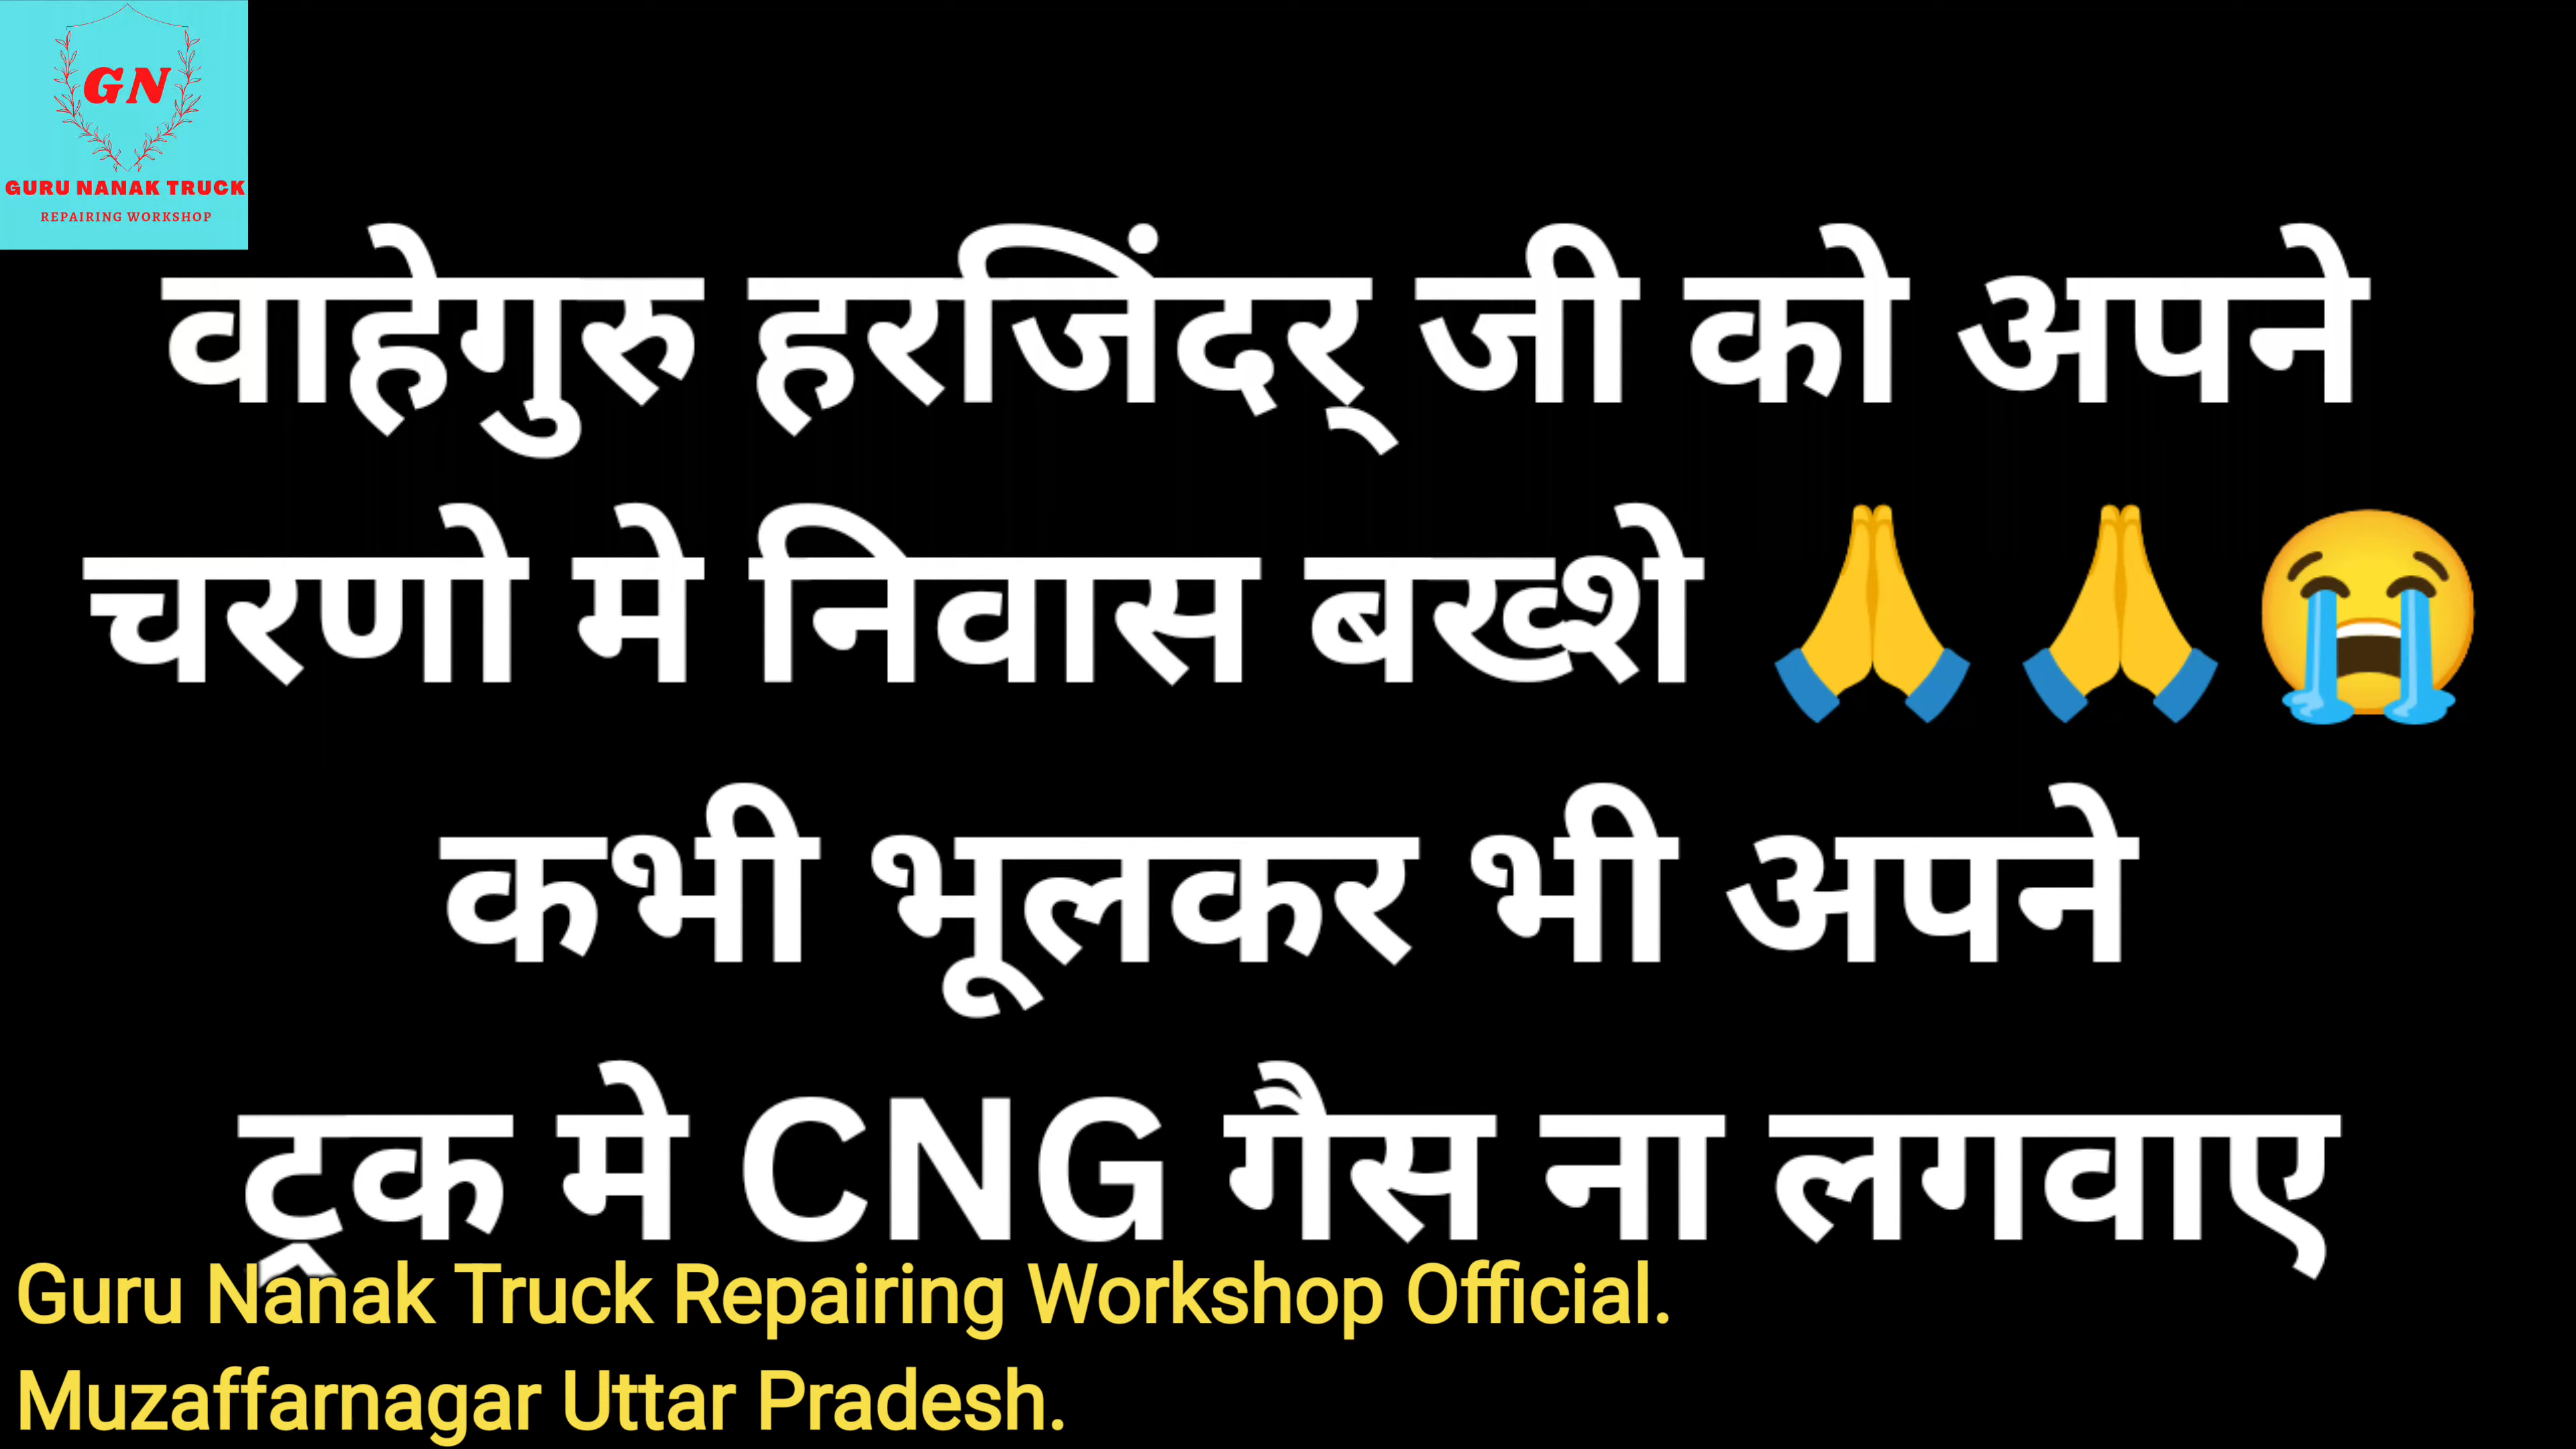 GN
GURU NANAK TRUCK
REPAIRING WORKSHOP
वाहेगुरु हरजिंदर् जी को अपने
चरणो मे निवास बख्शे 🙏 🙏 😭
कभी भूलकर भी अपने
ट्रक मे CNG गैस ना लगवाए
Guru Nanak Truck Repairing Workshop Official.
Muzaffarnagar Uttar Pradesh.